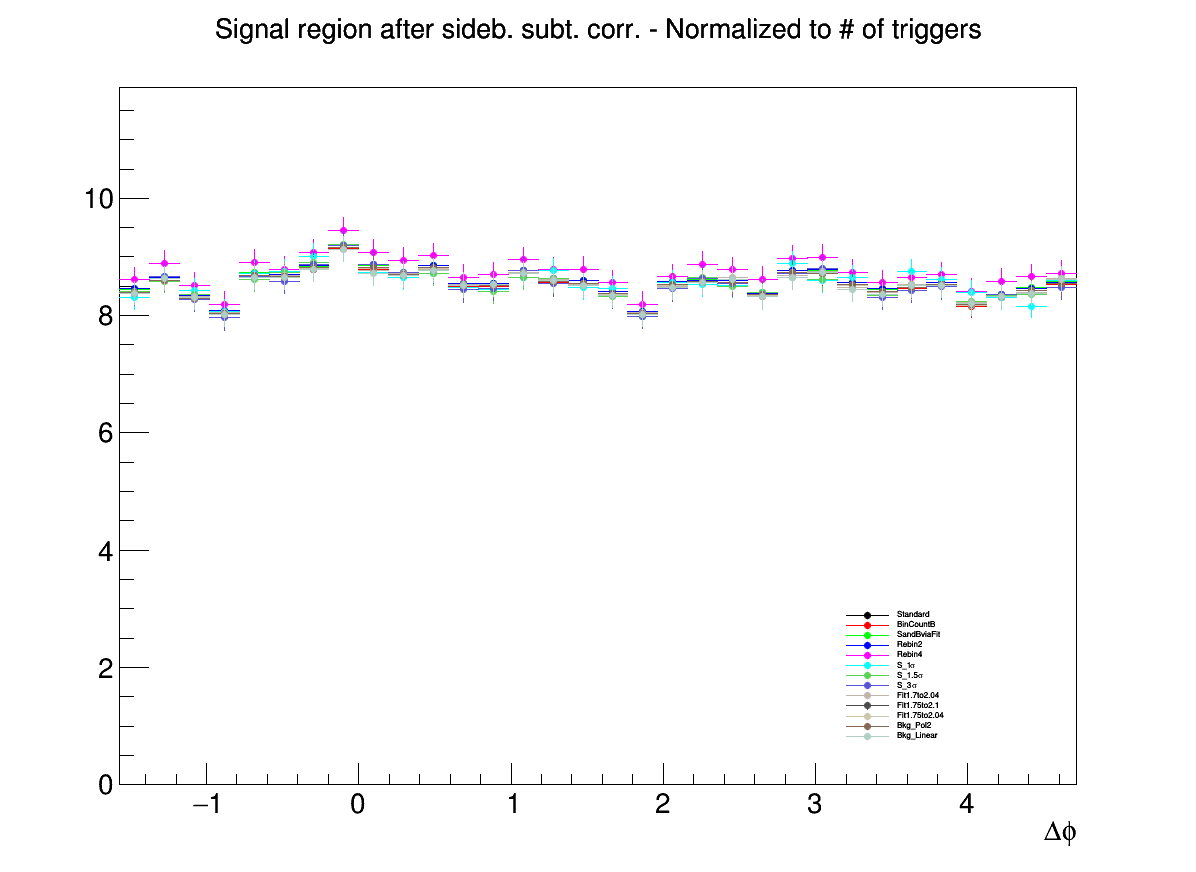 Signal region after sideb. subt. corr. - Normalized to # of triggers
10
8
6
4
2
0
Standard
BinCountB
SandBviaFit
Rebin2
Rebin4
S_1σ
S_1.5σ
S_3σ
Fit1.7to2.04
Fit1.75to2.1
Fit1.75to2.04
Bkg_Pol2
Bkg_Linear
−1 0 1 2 3 4
Δϕ